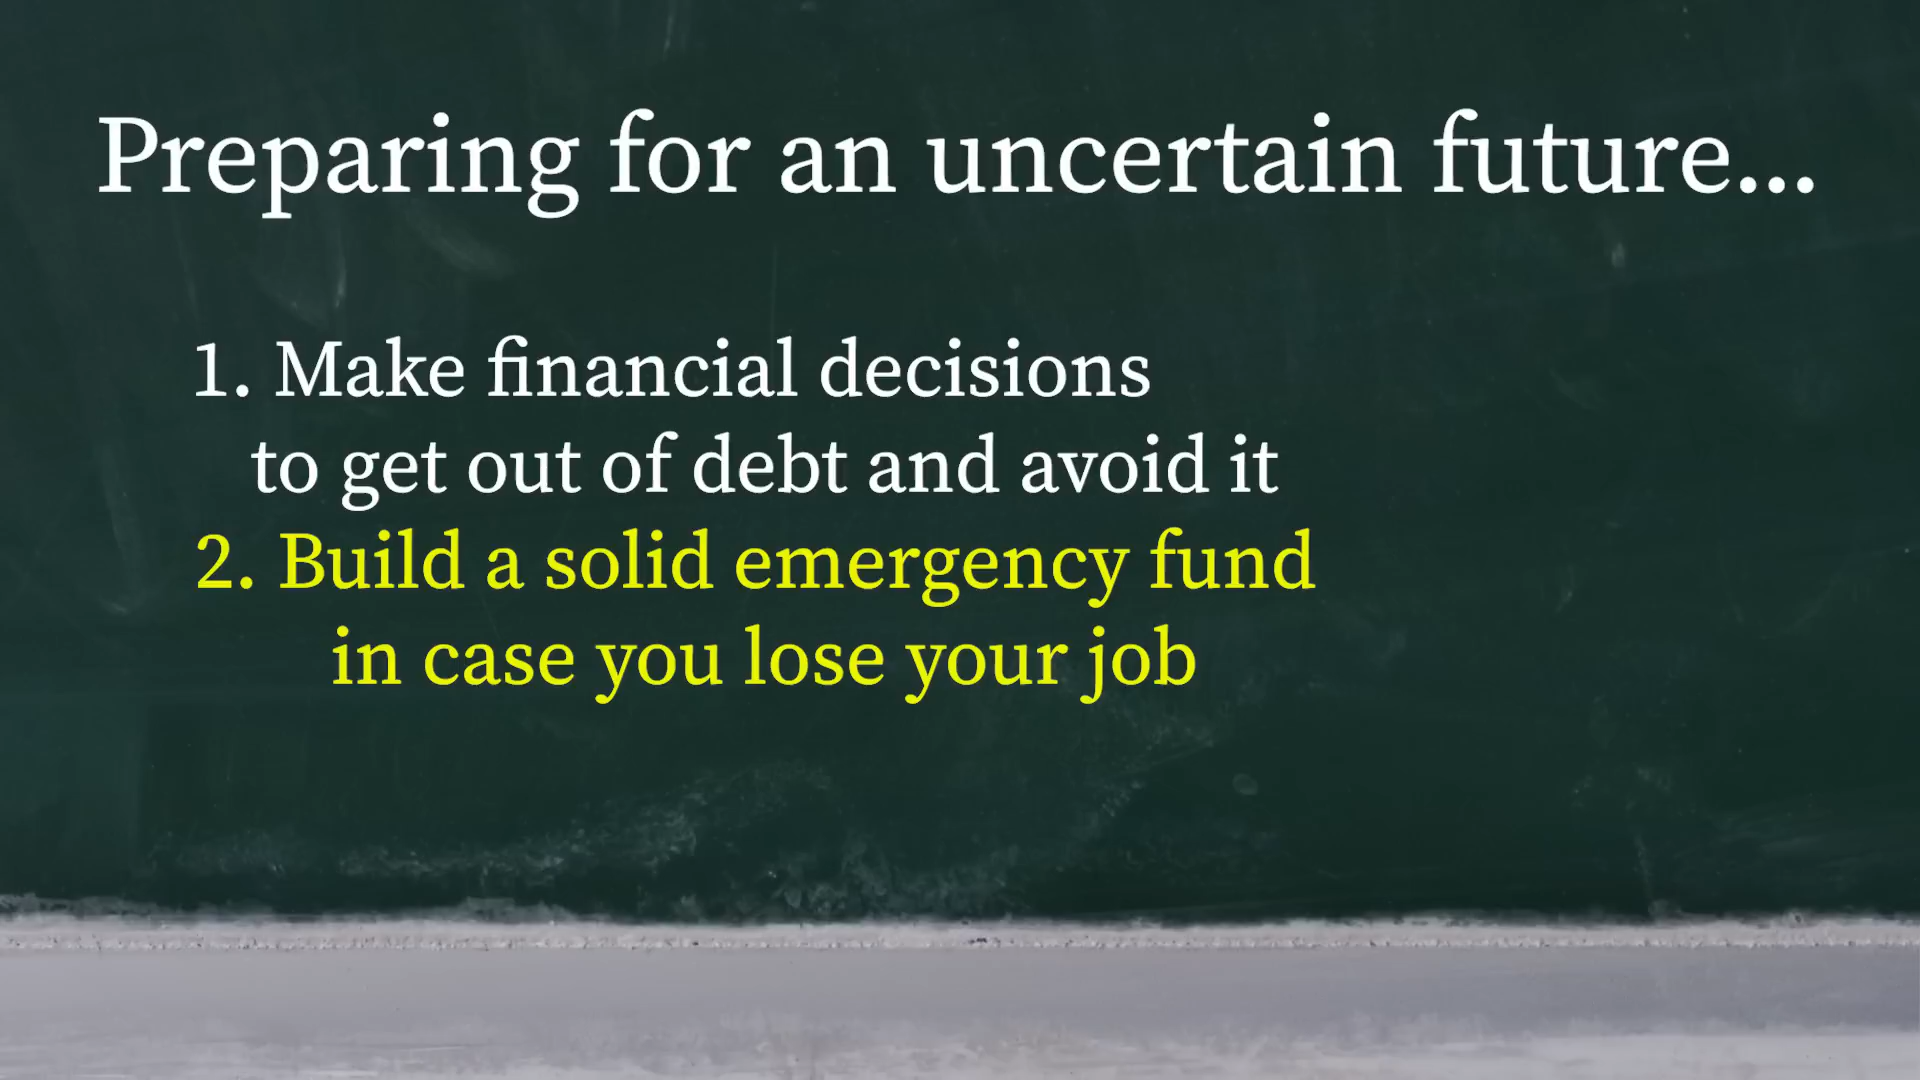 Preparing for an uncertain future...
1. Make financial decisions
to get out of debt and avoid it
2. Build a solid emergency fund
in case you lose your job